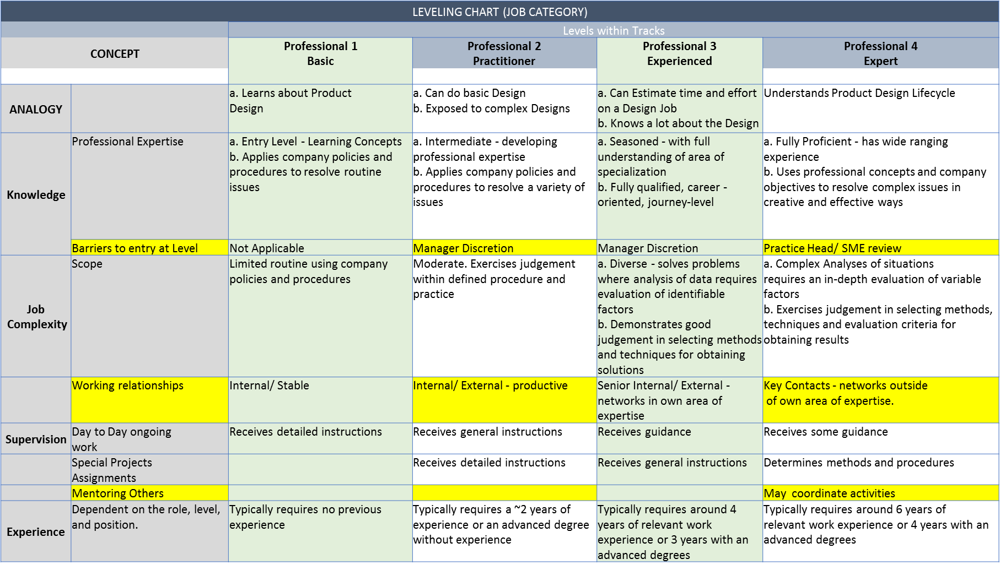 LEVELING CHART (JOB CATEGORY)
Levels within Tracks
CONCEPT
Professional 1
Basic
Professional 2
Practitioner
Professional 3
Experienced
Professional 4
Expert
ANALOGY
a. Learns about Product
Design
a. Can do basic Design
b. Exposed to complex Designs
a. Can Estimate time and effort
on a Design Job
b. Knows a lot about the Design
Understands Product Design Lifecycle
Knowledge
Professional Expertise
a. Entry Level - Learning Concepts
b. Applies company policies and
procedures to resolve routine
issues
a. Intermediate - developing
professional expertise
b. Applies company policies and
procedures to resolve a variety of
issues
a. Seasoned - with full
understanding of area of
specialization
b. Fully qualified, career -
oriented, journey-level
a. Fully Proficient - has wide ranging
experience
b. Uses professional concepts and company
objectives to resolve complex issues in
creative and effective ways
Barriers to entry at Level
Not Applicable
Manager Discretion
Manager Discretion
Practice Head/ SME review
Job
Complexity
Scope
Limited routine using company
policies and procedures
Moderate. Exercises judgement
within defined procedure and
practice
a. Diverse - solves problems
where analysis of data requires
evaluation of identifiable
factors
b. Demonstrates good
judgement in selecting methods
and techniques for obtaining
solutions
a. Complex Analyses of situations
requires an in-depth evaluation of variable
factors
b. Exercises judgement in selecting methods,
techniques and evaluation criteria for
obtaining results
Working relationships
Internal/ Stable
Internal/ External - productive
Senior Internal/ External -
networks in own area of
expertise
Key Contacts - networks outside
of own area of expertise.
Supervision
Day to Day ongoing
work
Receives detailed instructions
Receives general instructions
Receives guidance
Receives some guidance
Special Projects
Assignments
Receives detailed instructions
Receives general instructions
Determines methods and procedures
Mentoring Others
May coordinate activities
Experience
Dependent on the role, level,
and position.
Typically requires no previous
experience
Typically requires a ~2 years of
experience or an advanced degree
without experience
Typically requires around 4
years of relevant work
experience or 3 years with an
advanced degrees
Typically requires around 6 years of
relevant work experience or 4 years with an
advanced degrees